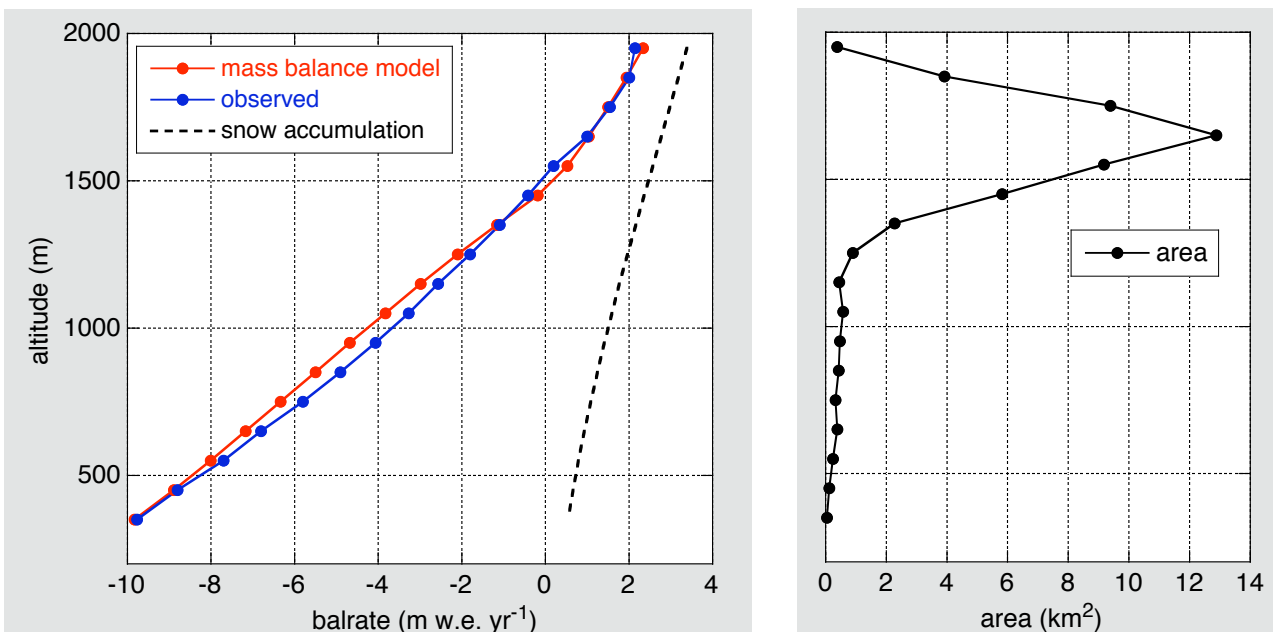 2000
1500
1000
500
altitude (m)
mass balance model
observed
snow accumulation
-10 -8 -6 -4 -2 0 2 4
balrate (m w.e. yr⁻¹)
area
0 2 4 6 8 10 12 14
area (km²)